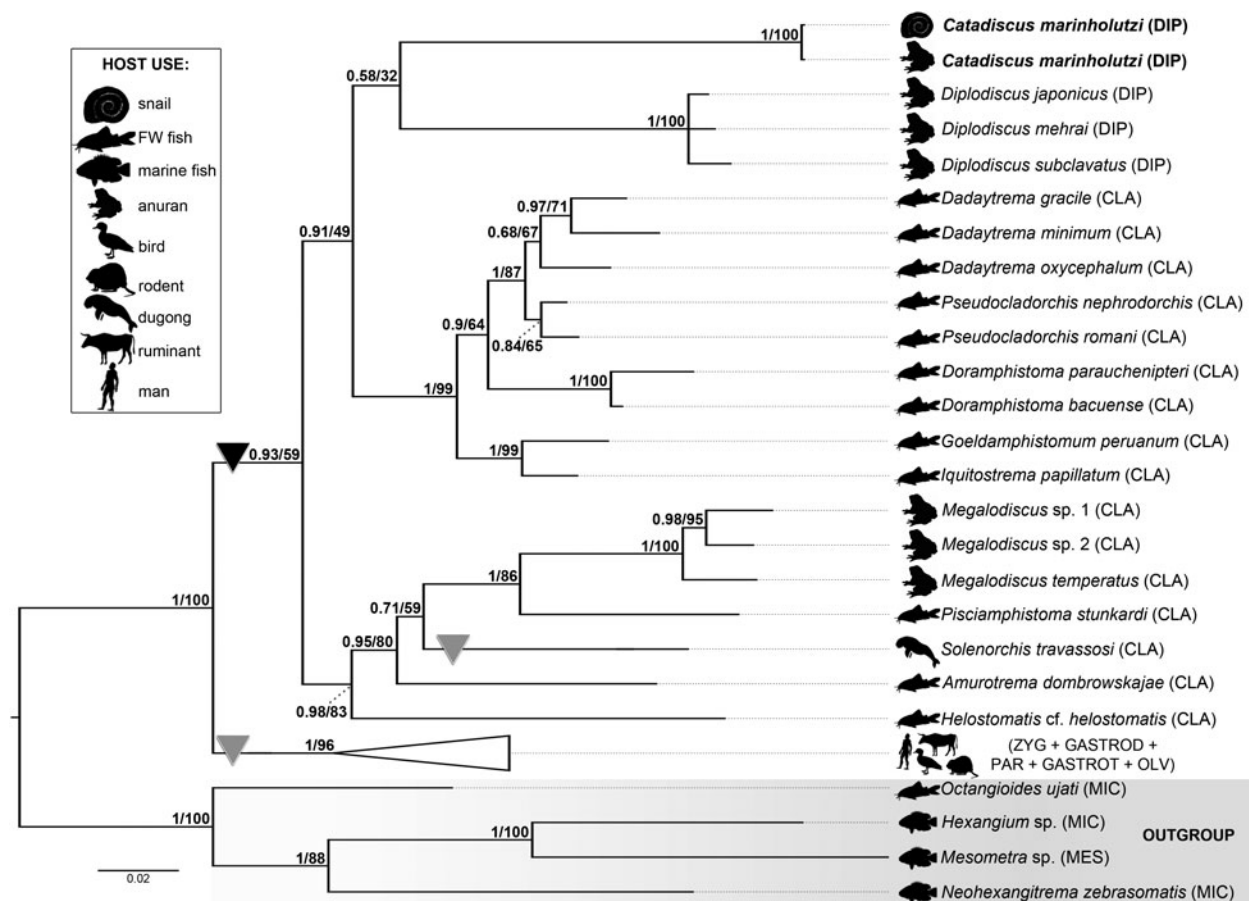 HOST USE:
snail
FW fish
marine fish
anuran
bird
rodent
dugong
ruminant
man
1/100
Catadiscus marinholutzi (DIP)
Catadiscus marinholutzi (DIP)
0.58/32
Diplodiscus japonicus (DIP)
1/100
Diplodiscus mehrai (DIP)
Diplodiscus subclavatus (DIP)
0.91/49
0.97/71
Dadaytrema gracile (CLA)
0.68/67
Dadaytrema minimum (CLA)
1/87
Dadaytrema oxycephalum (CLA)
Pseudocladorchis nephrodorchis (CLA)
0.9/64
0.84/65
Pseudocladorchis romani (CLA)
1/99
1/100
Doramphistoma parauchenipteri (CLA)
Doramphistoma bacuense (CLA)
1/99
Goeldamphistomum peruanum (CLA)
Iquitostrema papillatum (CLA)
0.93/59
0.98/95
Megalodiscus sp. 1 (CLA)
1/100
Megalodiscus sp. 2 (CLA)
1/86
Megalodiscus temperatus (CLA)
1/100
0.71/59
Pisciamphistoma stunkardi (CLA)
0.95/80
Solenorchis travassosi (CLA)
0.98/83
Amurotrema dombrowskajae (CLA)
Helostomatis cf. helostomatis (CLA)
1/96
(ZYG + GASTROD +
PAR + GASTROT + OLV)
1/100
Octangioides ujati (MIC)
1/100
Hexangium sp. (MIC)
OUTGROUP
1/88
Mesometra sp. (MES)
Neohexangitrema zebrasomatis (MIC)
0.02